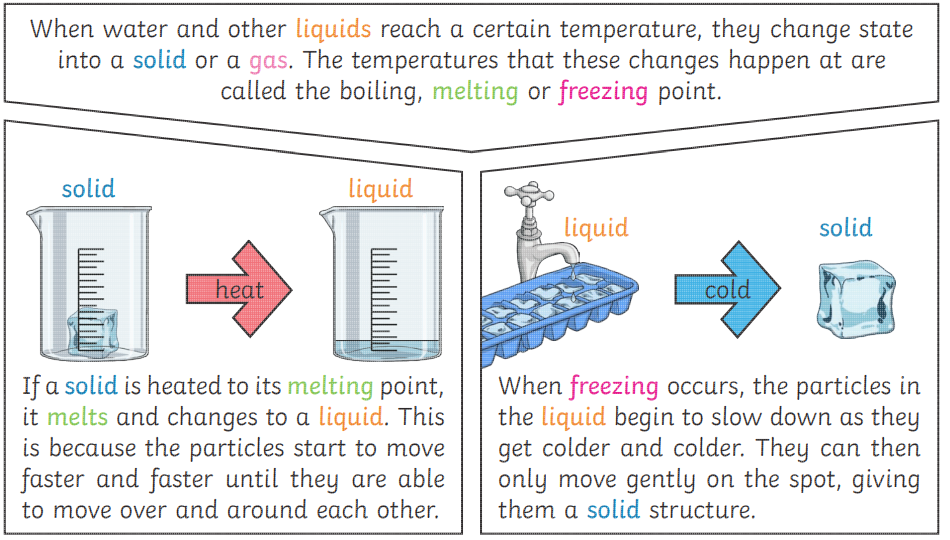 When water and other liquids reach a certain temperature, they change state
into a solid or a gas. The temperatures that these changes happen at are
called the boiling, melting or freezing point.
solid
liquid
heat
If a solid is heated to its melting point,
it melts and changes to a liquid. This
is because the particles start to move
faster and faster until they are able
to move over and around each other.
liquid
solid
cold
When freezing occurs, the particles in
the liquid begin to slow down as they
get colder and colder. They can then
only move gently on the spot, giving
them a solid structure.